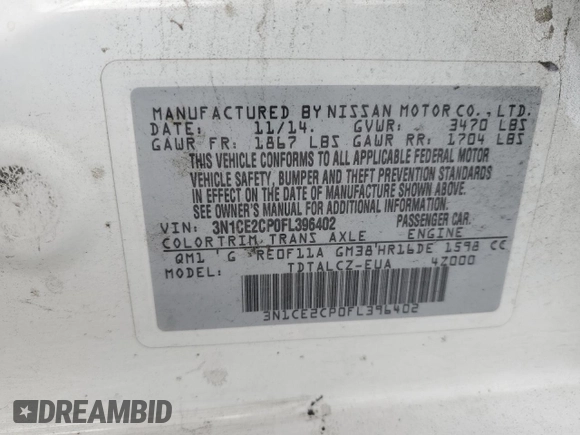 MANUFACTURED BY NISSAN MOTOR CO., LTD.
DATE: 11/14. GVWR: 3470 LBS
GAWR FR: 1867 LBS GAWR RR: 1704 LBS
THIS VEHICLE CONFORMS TO ALL APPLICABLE FEDERAL MOTOR
VEHICLE SAFETY, BUMPER AND THEFT PREVENTION STANDARDS
IN EFFECT ON THE DATE OF MANUFACTURE SHOWN ABOVE.
SEE OWNER'S MANUAL FOR ADDITIONAL INFORMATION.
VIN: 3N1CE2CP0FL396402 PASSENGER CAR
COLOR TRIM TRANS AXLE ENGINE
QM1 G RE0F11A GM38 HR16DE 1598 CC
MODEL: TDTALCZ-EUA 4Z000
3N1CE2CP0FL396402
DREAMBID